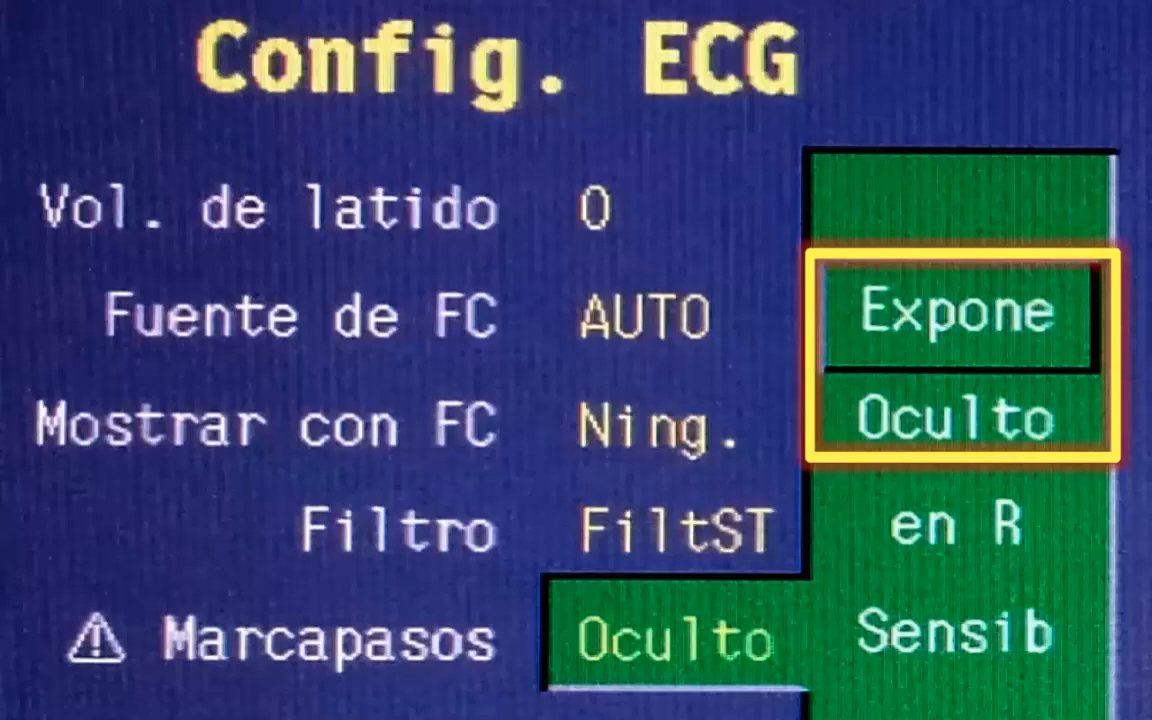 Config. ECG
Vol. de latido 0
Fuente de FC AUTO
Mostrar con FC Ning.
Filtro FiltST
⚠ Marcapasos Oculto
Expone
Oculto
en R
Sensib